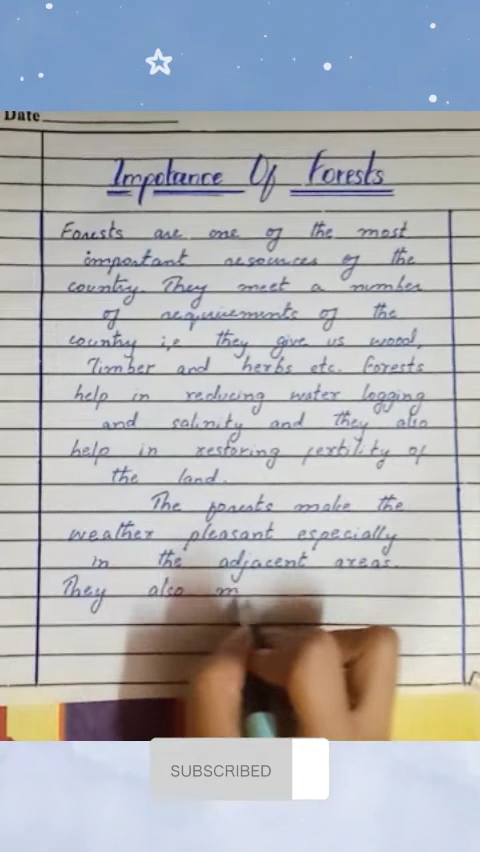 Date
Impotance Of Forests
Forests are one of the most
important resources of the
country. They meet a number
of requirements of the
country i,e they give us wood,
Timber and herbs etc. Forests
help in reducing water logging
and salinity and they also
help in restoring fertility of
the land.
The forests make the
weather pleasant especially
in the adjacent areas.
They also m
SUBSCRIBED